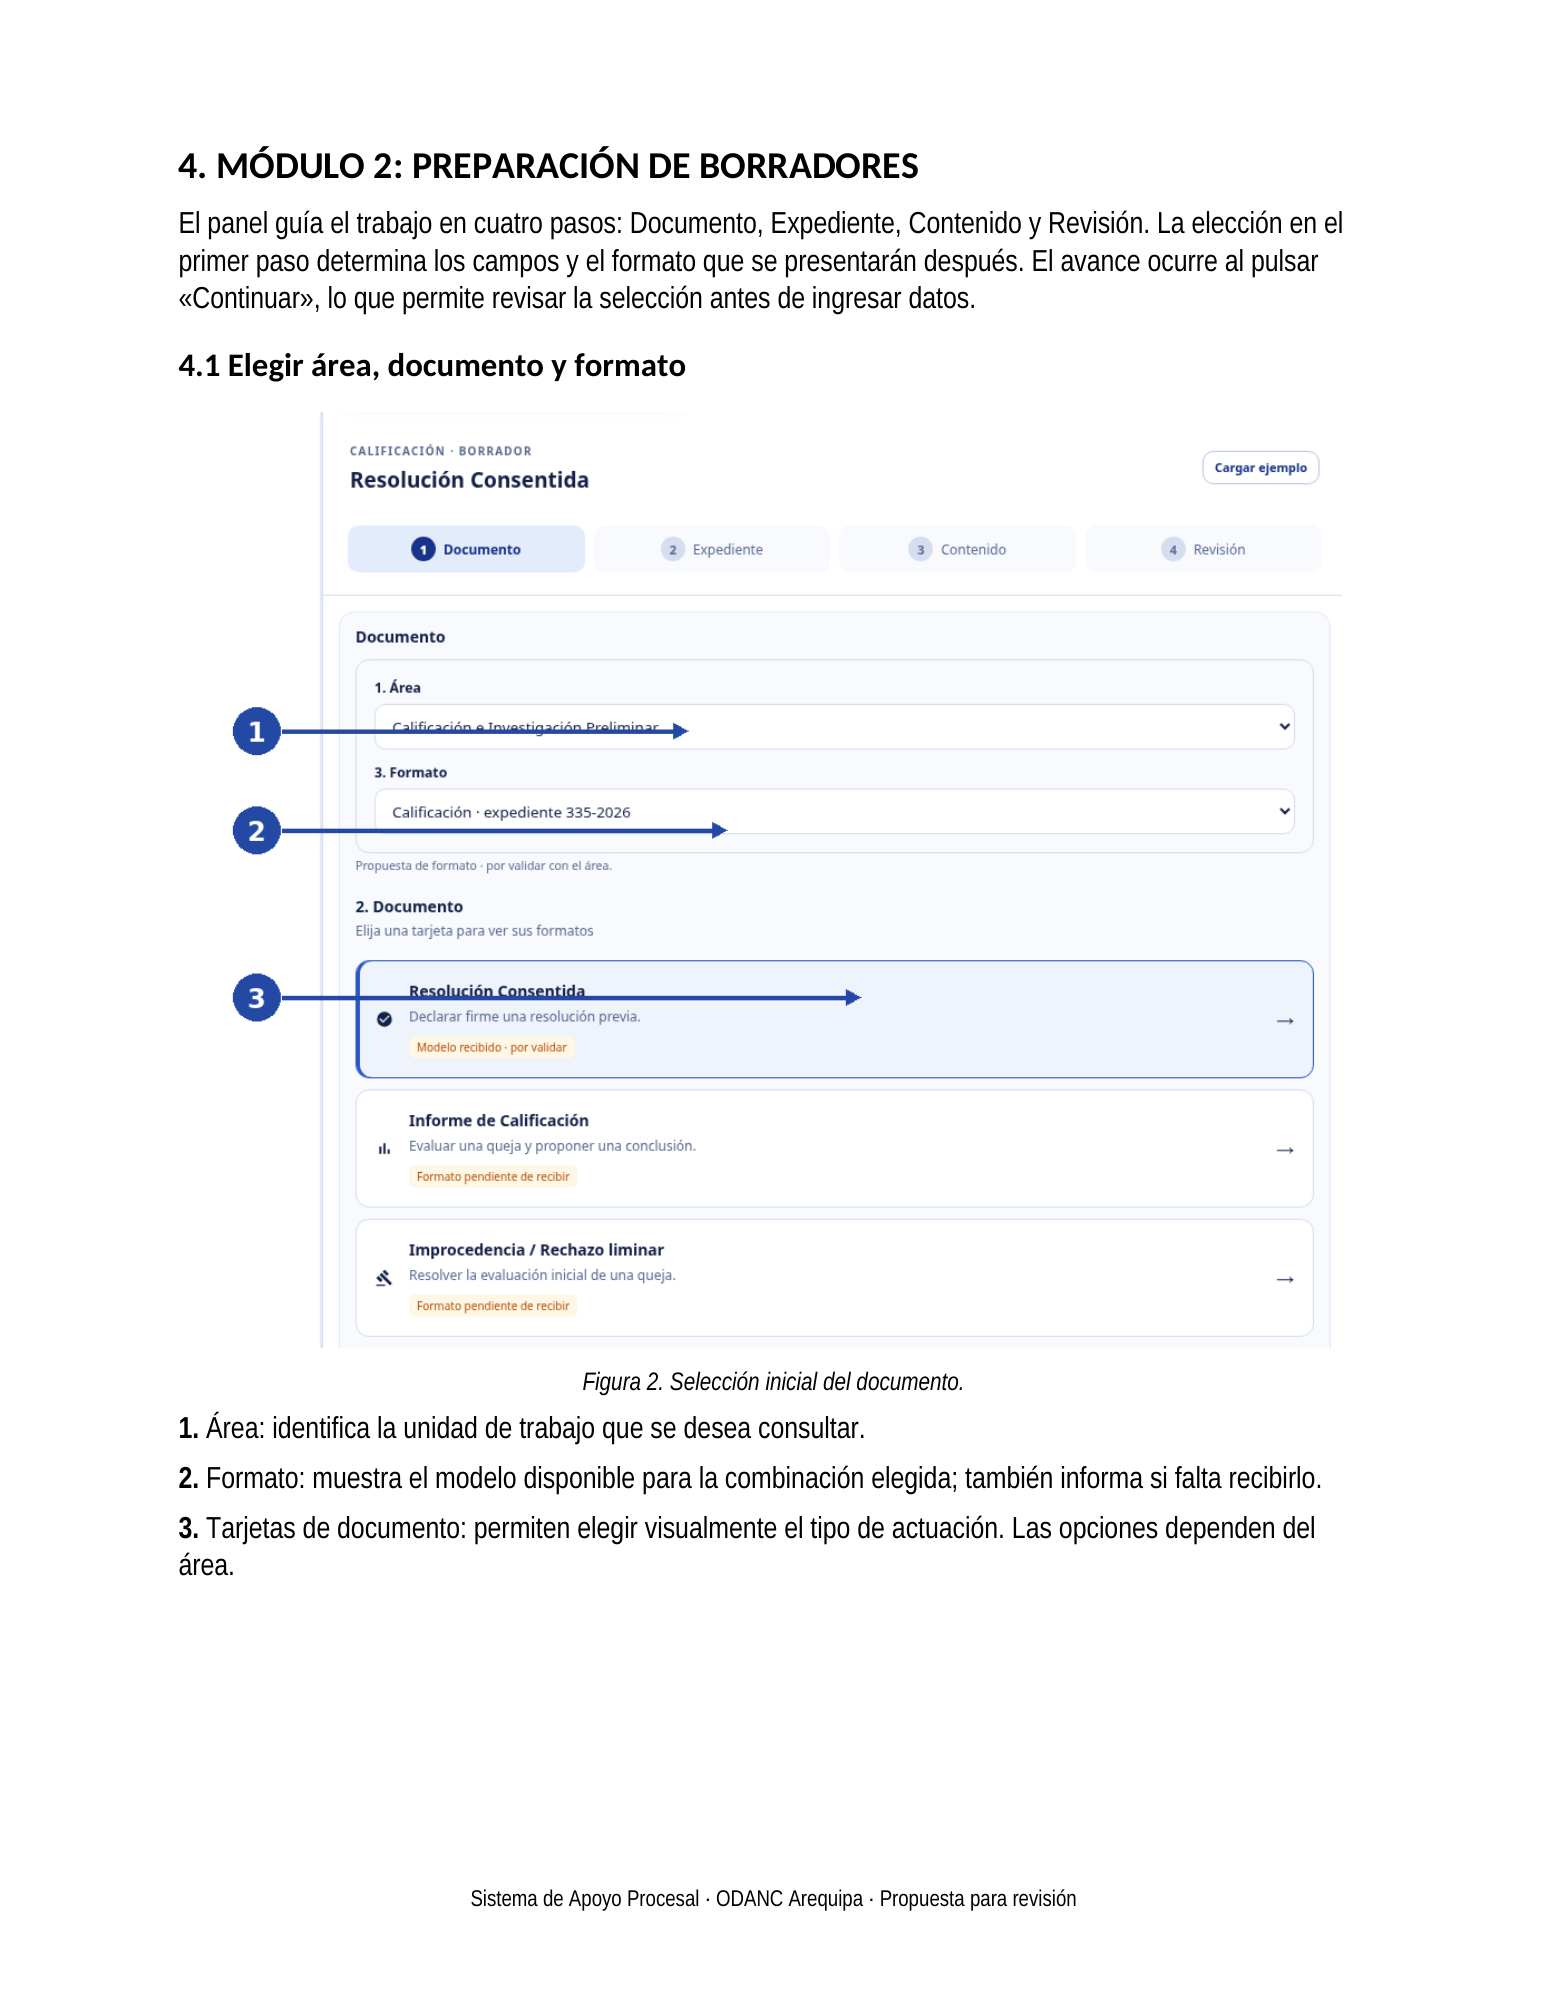 4. MÓDULO 2: PREPARACIÓN DE BORRADORES
El panel guía el trabajo en cuatro pasos: Documento, Expediente, Contenido y Revisión. La elección en el
primer paso determina los campos y el formato que se presentarán después. El avance ocurre al pulsar
«Continuar», lo que permite revisar la selección antes de ingresar datos.
4.1 Elegir área, documento y formato
CALIFICACIÓN · BORRADOR
Resolución Consentida
Cargar ejemplo
1 Documento
2 Expediente
3 Contenido
4 Revisión
Documento
1. Área
1
Calificación e Investigación Preliminar
3. Formato
Calificación · expediente 335-2026
2
Propuesta de formato · por validar con el área.
2. Documento
Elija una tarjeta para ver sus formatos
3
Resolución Consentida
Declarar firme una resolución previa.
→
Modelo recibido · por validar
Informe de Calificación
Evaluar una queja y proponer una conclusión.
→
Formato pendiente de recibir
Improcedencia / Rechazo liminar
Resolver la evaluación inicial de una queja.
→
Formato pendiente de recibir
Figura 2. Selección inicial del documento.
1. Área: identifica la unidad de trabajo que se desea consultar.
2. Formato: muestra el modelo disponible para la combinación elegida; también informa si falta recibirlo.
3. Tarjetas de documento: permiten elegir visualmente el tipo de actuación. Las opciones dependen del
área.
Sistema de Apoyo Procesal · ODANC Arequipa · Propuesta para revisión